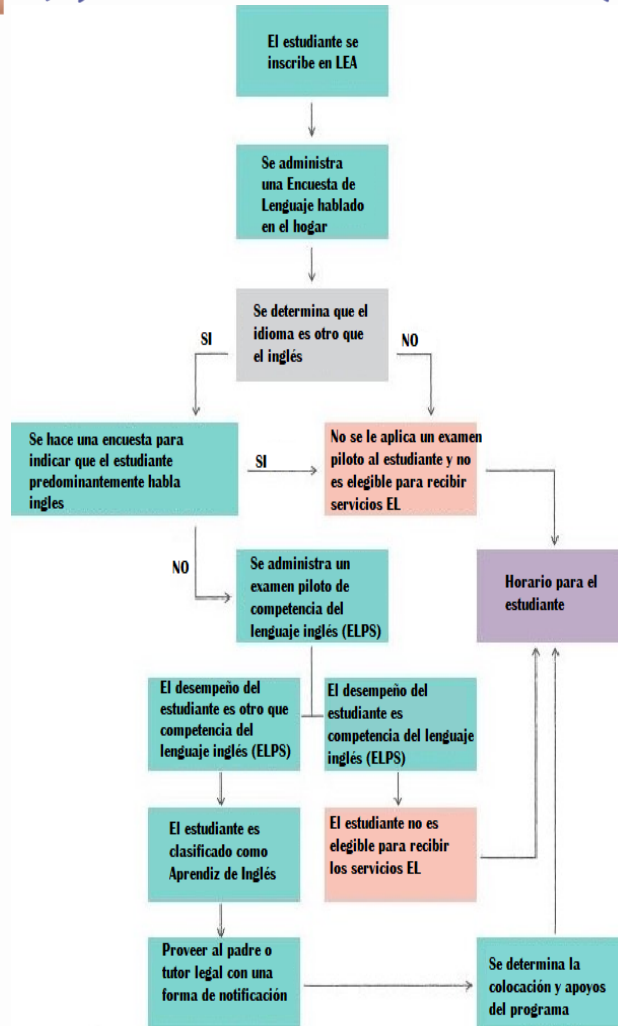 El estudiante se
inscribe en LEA
Se administra
una Encuesta de
Lenguaje hablado
en el hogar
Se determina que el
idioma es otro que
el inglés
SI
NO
Se hace una encuesta para
indicar que el estudiante
predominantemente habla
ingles
SI
No se le aplica un examen
piloto al estudiante y no
es elegible para recibir
servicios EL
NO
Se administra un
examen piloto de
competencia del
lenguaje inglés (ELPS)
Horario para el
estudiante
El desempeño del
estudiante es otro que
competencia del
lenguaje inglés (ELPS)
El desempeño del
estudiante es
competencia del lenguaje
inglés (ELPS)
El estudiante es
clasificado como
Aprendiz de Inglés
El estudiante no es
elegible para recibir
los servicios EL
Proveer al padre o
tutor legal con una
forma de notificación
Se determina la
colocación y apoyos
del programa